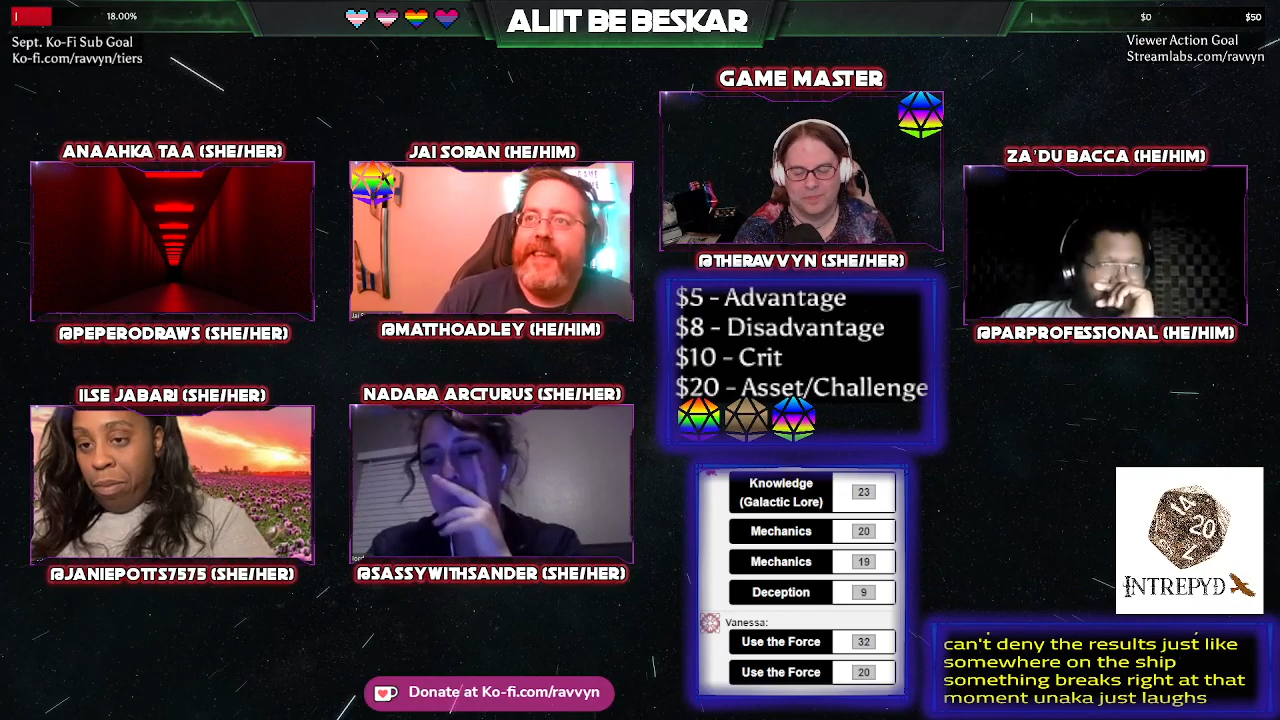 18.00%
Sept. Ko-Fi Sub Goal
Ko-fi.com/ravvyn/tiers
ALIIT BE BESKAR
$0
$50
Viewer Action Goal
Streamlabs.com/ravvyn
GAME MASTER
ANAAHKA TAA (SHE/HER)
JAI SORAN (HE/HIM)
ZA'DU BACCA (HE/HIM)
GAME
@THERAVVYN (SHE/HER)
@PEPERODRAWS (SHE/HER)
@MATTHOADLEY (HE/HIM)
@PARPROFESSIONAL (HE/HIM)
$5 - Advantage
$8 - Disadvantage
$10 - Crit
$20 - Asset/Challenge
ILSE JABARI (SHE/HER)
NADARA ARCTURUS (SHE/HER)
@JANIEPOTTS7575 (SHE/HER)
@SASSYWITHSANDER (SHE/HER)
Knowledge
(Galactic Lore) 23
Mechanics 20
Mechanics 19
Deception 9
Vanessa:
Use the Force 32
Use the Force 20
20
INTREPYD
can't deny the results just like
somewhere on the ship
something breaks right at that
moment unaka just laughs
Donate at Ko-fi.com/ravvyn